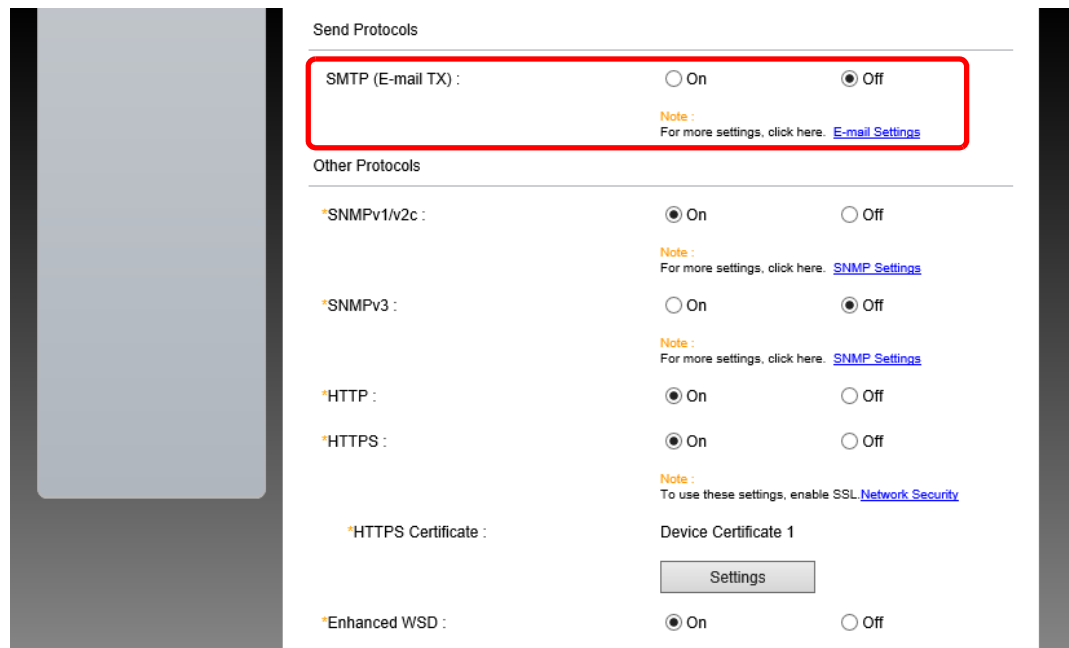 Send Protocols
SMTP (E-mail TX) : On Off
Note :
For more settings, click here. E-mail Settings
Other Protocols
*SNMPv1/v2c : On Off
Note :
For more settings, click here. SNMP Settings
*SNMPv3 : On Off
Note :
For more settings, click here. SNMP Settings
*HTTP : On Off
*HTTPS : On Off
Note :
To use these settings, enable SSL.Network Security
*HTTPS Certificate : Device Certificate 1
Settings
*Enhanced WSD : On Off